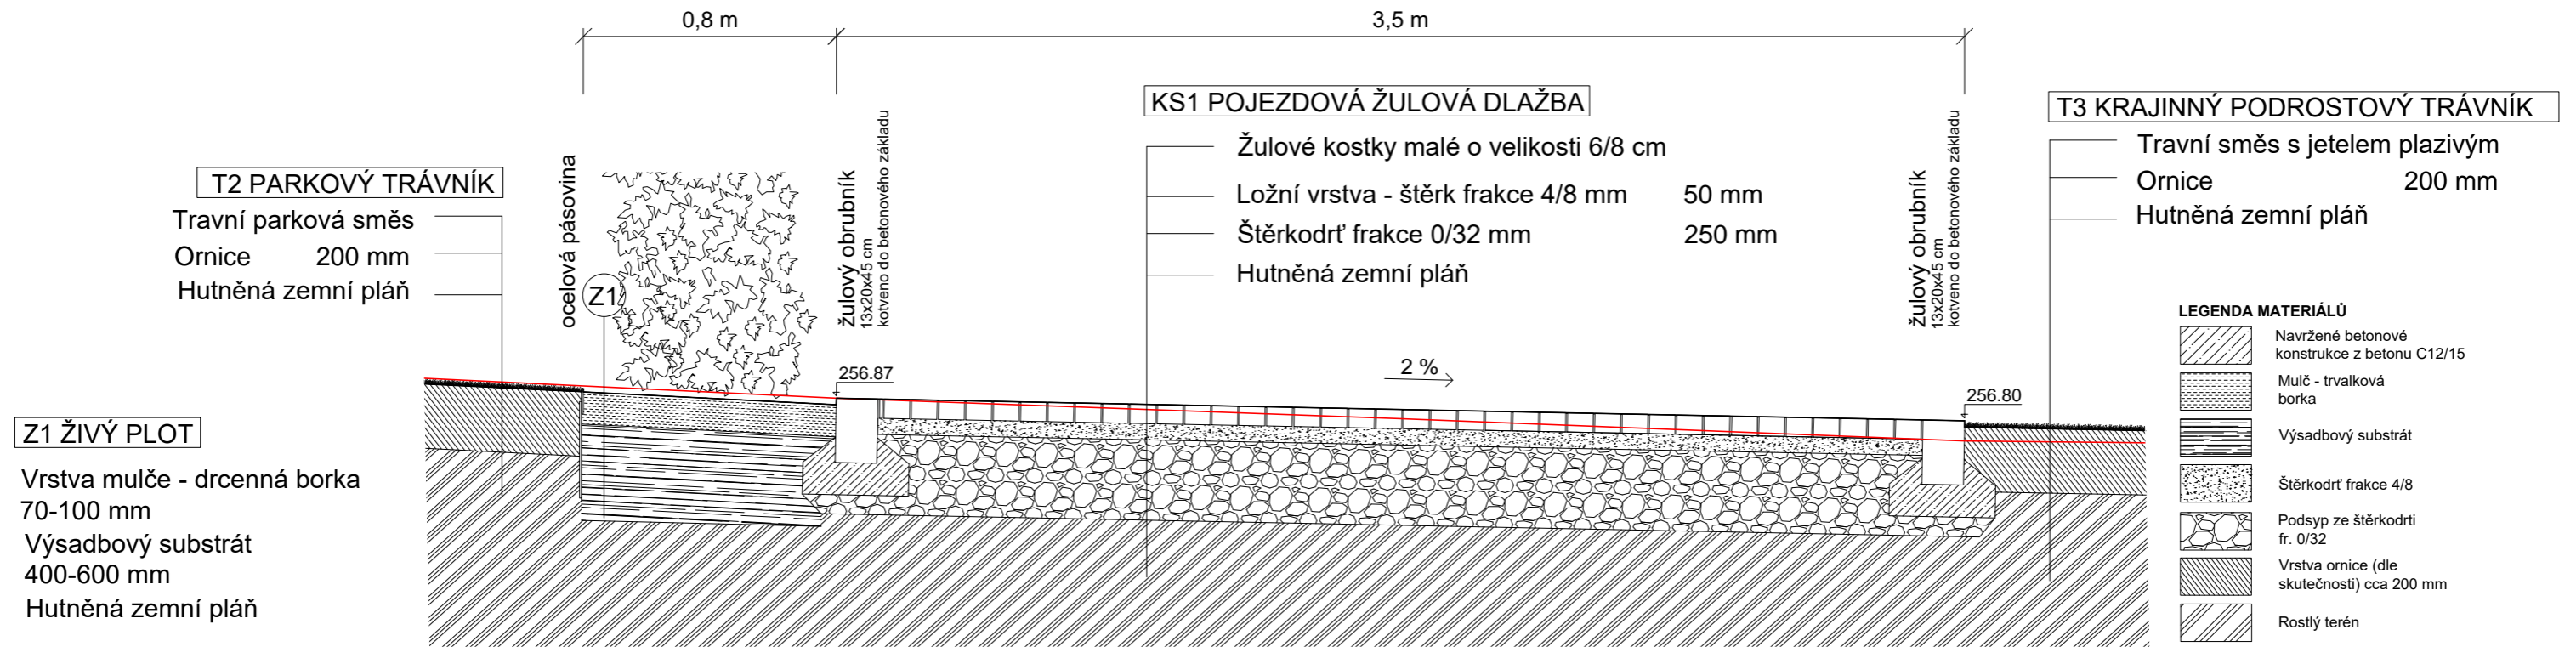 0,8 m
3,5 m
KS1 POJEZDOVÁ ŽULOVÁ DLAŽBA
Žulové kostky malé o velikosti 6/8 cm
Ložní vrstva - štěrk frakce 4/8 mm 50 mm
Štěrkodrť frakce 0/32 mm 250 mm
Hutněná zemní pláň
T3 KRAJINNÝ PODROSTOVÝ TRÁVNÍK
Travní směs s jetelem plazivým
Ornice 200 mm
Hutněná zemní pláň
T2 PARKOVÝ TRÁVNÍK
Travní parková směs
Ornice 200 mm
Hutněná zemní pláň
ocelová pásovina
Z1
žulový obrubník
13x20x45 cm
kotveno do betonového základu
žulový obrubník
13x20x45 cm
kotveno do betonového základu
256.87
2 %
256.80
Z1 ŽIVÝ PLOT
Vrstva mulče - drcenná borka
70-100 mm
Výsadbový substrát
400-600 mm
Hutněná zemní pláň
LEGENDA MATERIÁLŮ
Navržené betonové
konstrukce z betonu C12/15
Mulč - trvalková
borka
Výsadbový substrát
Štěrkodrť frakce 4/8
Podsyp ze štěrkodrti
fr. 0/32
Vrstva ornice (dle
skutečnosti) cca 200 mm
Rostlý terén